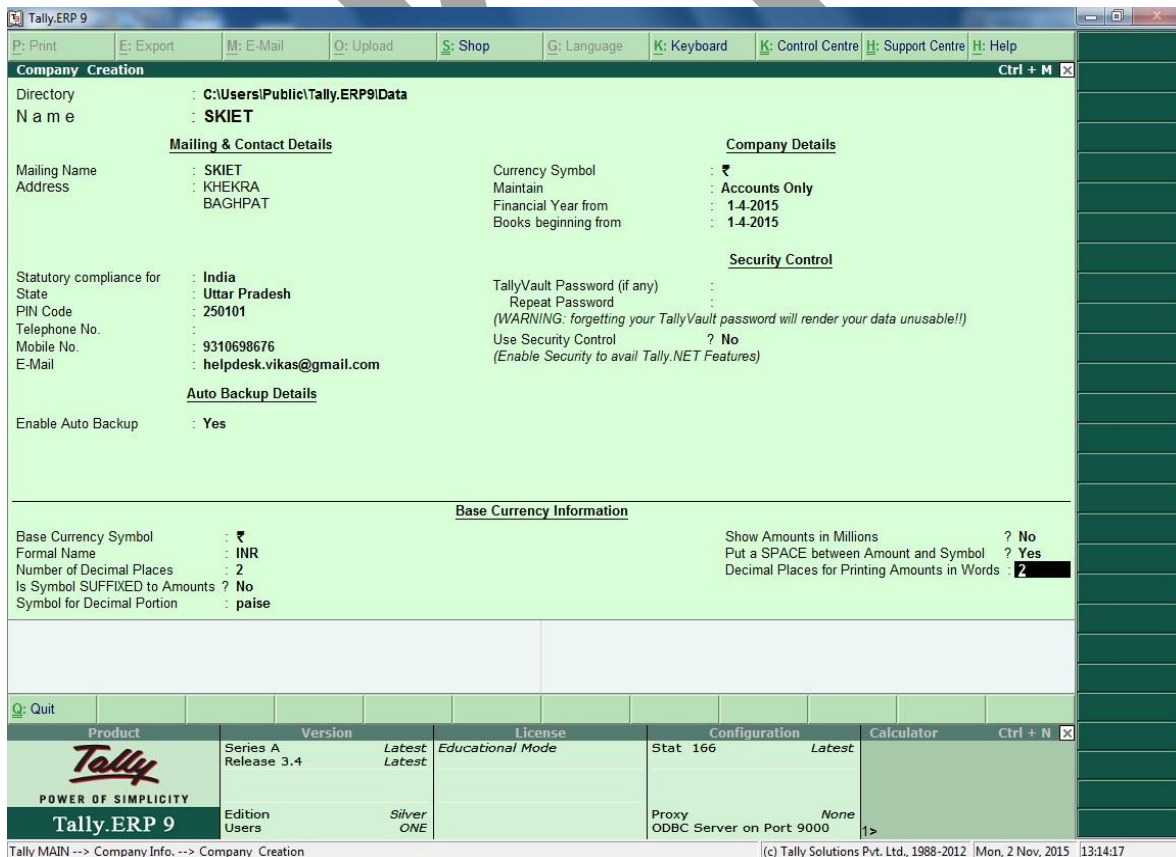 Tally.ERP 9
P: Print E: Export M: E-Mail O: Upload S: Shop G: Language K: Keyboard K: Control Centre H: Support Centre H: Help
Company Creation Ctrl + M
Directory : C:\Users\Public\Tally.ERP9\Data
Name : SKIET
Mailing & Contact Details
Mailing Name : SKIET
Address : KHEKRA
BAGHPAT
Company Details
Currency Symbol : ₹
Maintain : Accounts Only
Financial Year from : 1-4-2015
Books beginning from : 1-4-2015
Statutory compliance for : India
State : Uttar Pradesh
PIN Code : 250101
Telephone No. :
Mobile No. : 9310698676
E-Mail : helpdesk.vikas@gmail.com
Security Control
TallyVault Password (if any) :
Repeat Password :
(WARNING: forgetting your TallyVault password will render your data unusable!!)
Use Security Control ? No
(Enable Security to avail Tally.NET Features)
Auto Backup Details
Enable Auto Backup : Yes
Base Currency Information
Base Currency Symbol : ₹
Formal Name : INR
Number of Decimal Places : 2
Is Symbol SUFFIXED to Amounts ? No
Symbol for Decimal Portion : paise
Show Amounts in Millions ? No
Put a SPACE between Amount and Symbol ? Yes
Decimal Places for Printing Amounts in Words : 2
Q: Quit
Product
Tally
POWER OF SIMPLICITY
Tally.ERP 9
Version
Series A Latest
Release 3.4 Latest
Edition Silver
Users ONE
License
Educational Mode
Configuration
Stat 166 Latest
Proxy None
ODBC Server on Port 9000
Calculator Ctrl + N
1>
Tally MAIN --> Company Info. --> Company Creation (c) Tally Solutions Pvt. Ltd., 1988-2012 Mon, 2 Nov, 2015 13:14:17